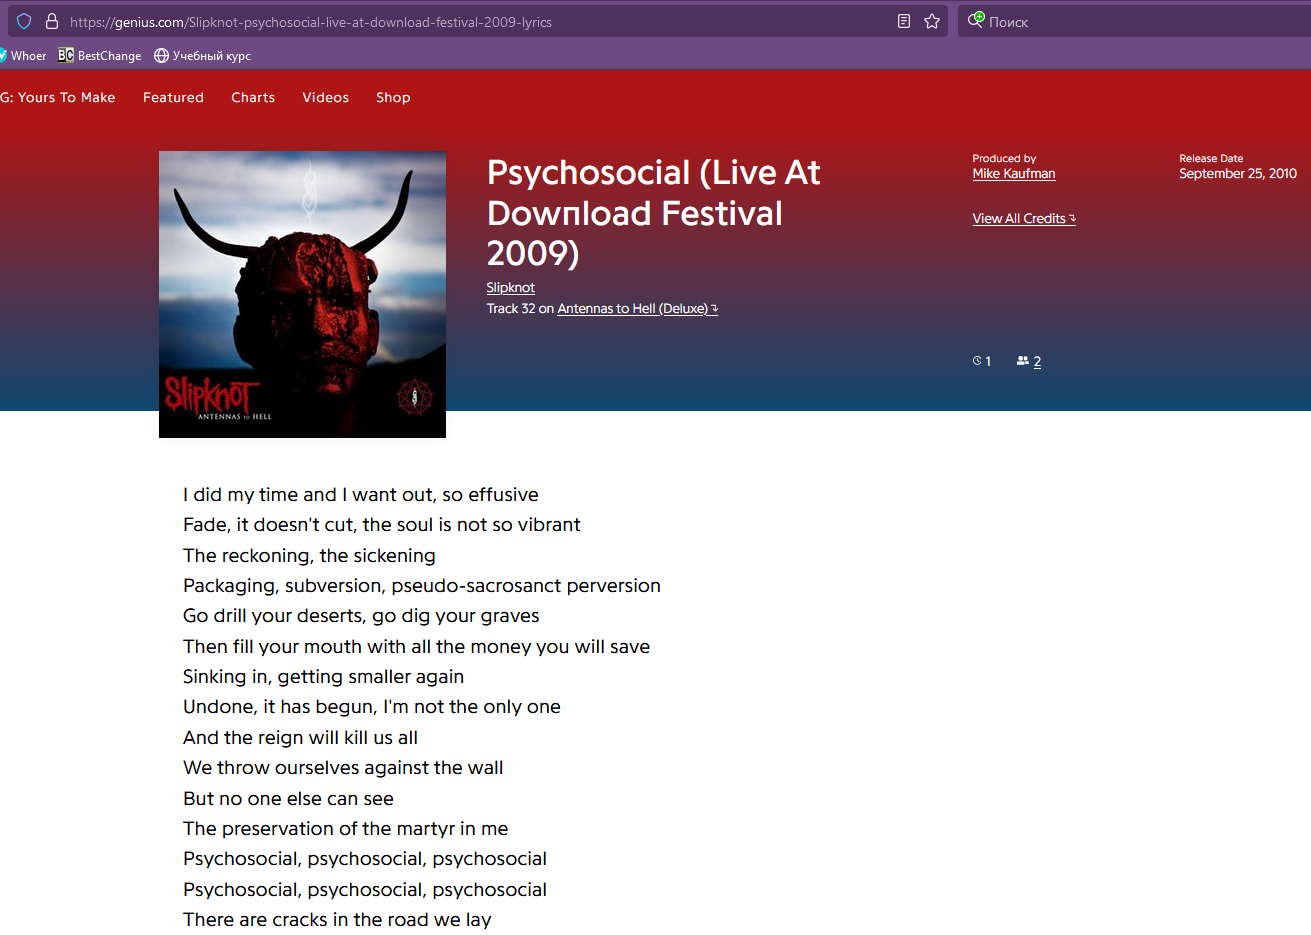 https://genius.com/Slipknot-psychosocial-live-at-download-festival-2009-lyrics
Поиск
Whoer BC BestChange Учебный курс
G: Yours To Make Featured Charts Videos Shop
Psychosocial (Live At
Dowпload Festival
2009)
Slipknot
Track 32 on Antennas to Hell (Deluxe)
Produced by
Mike Kaufman
View All Credits
Release Date
September 25, 2010
1 2
SlipknoT
ANTENNAS TO HELL
I did my time and I want out, so effusive
Fade, it doesn't cut, the soul is not so vibrant
The reckoning, the sickening
Packaging, subversion, pseudo-sacrosanct perversion
Go drill your deserts, go dig your graves
Then fill your mouth with all the money you will save
Sinking in, getting smaller again
Undone, it has begun, I'm not the only one
And the reign will kill us all
We throw ourselves against the wall
But no one else can see
The preservation of the martyr in me
Psychosocial, psychosocial, psychosocial
Psychosocial, psychosocial, psychosocial
There are cracks in the road we lay